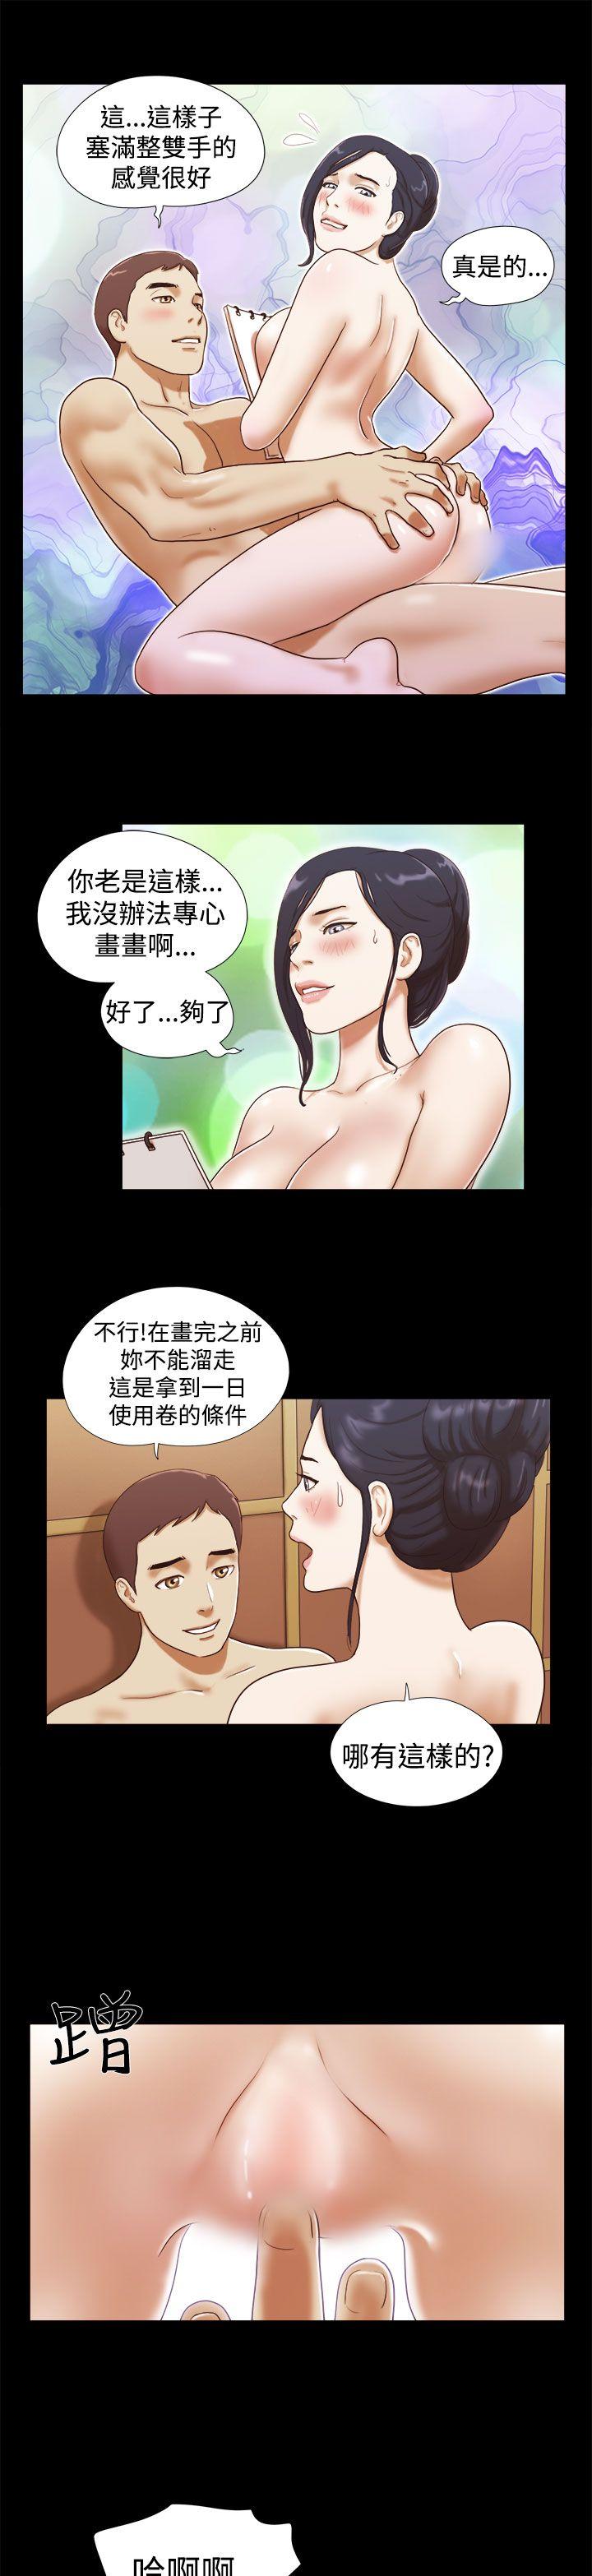 這...這樣子
塞滿整雙手的
感覺很好
真是的...
你老是這樣...
我沒辦法專心
畫畫啊...
好了...夠了
不行!在畫完之前
妳不能溜走
這是拿到一日
使用卷的條件
哪有這樣的?
蹭
哈啊啊